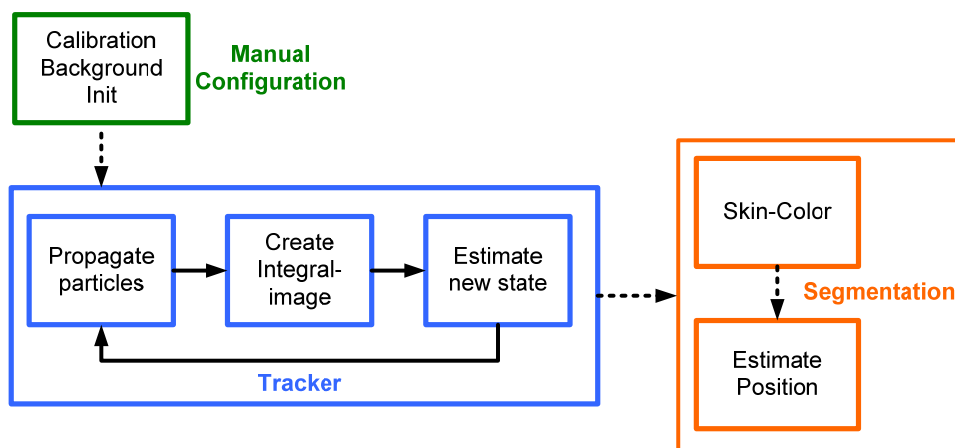 Calibration
Background
Init
Manual
Configuration
Propagate
particles
Create
Integral-
image
Estimate
new state
Tracker
Skin-Color
Segmentation
Estimate
Position